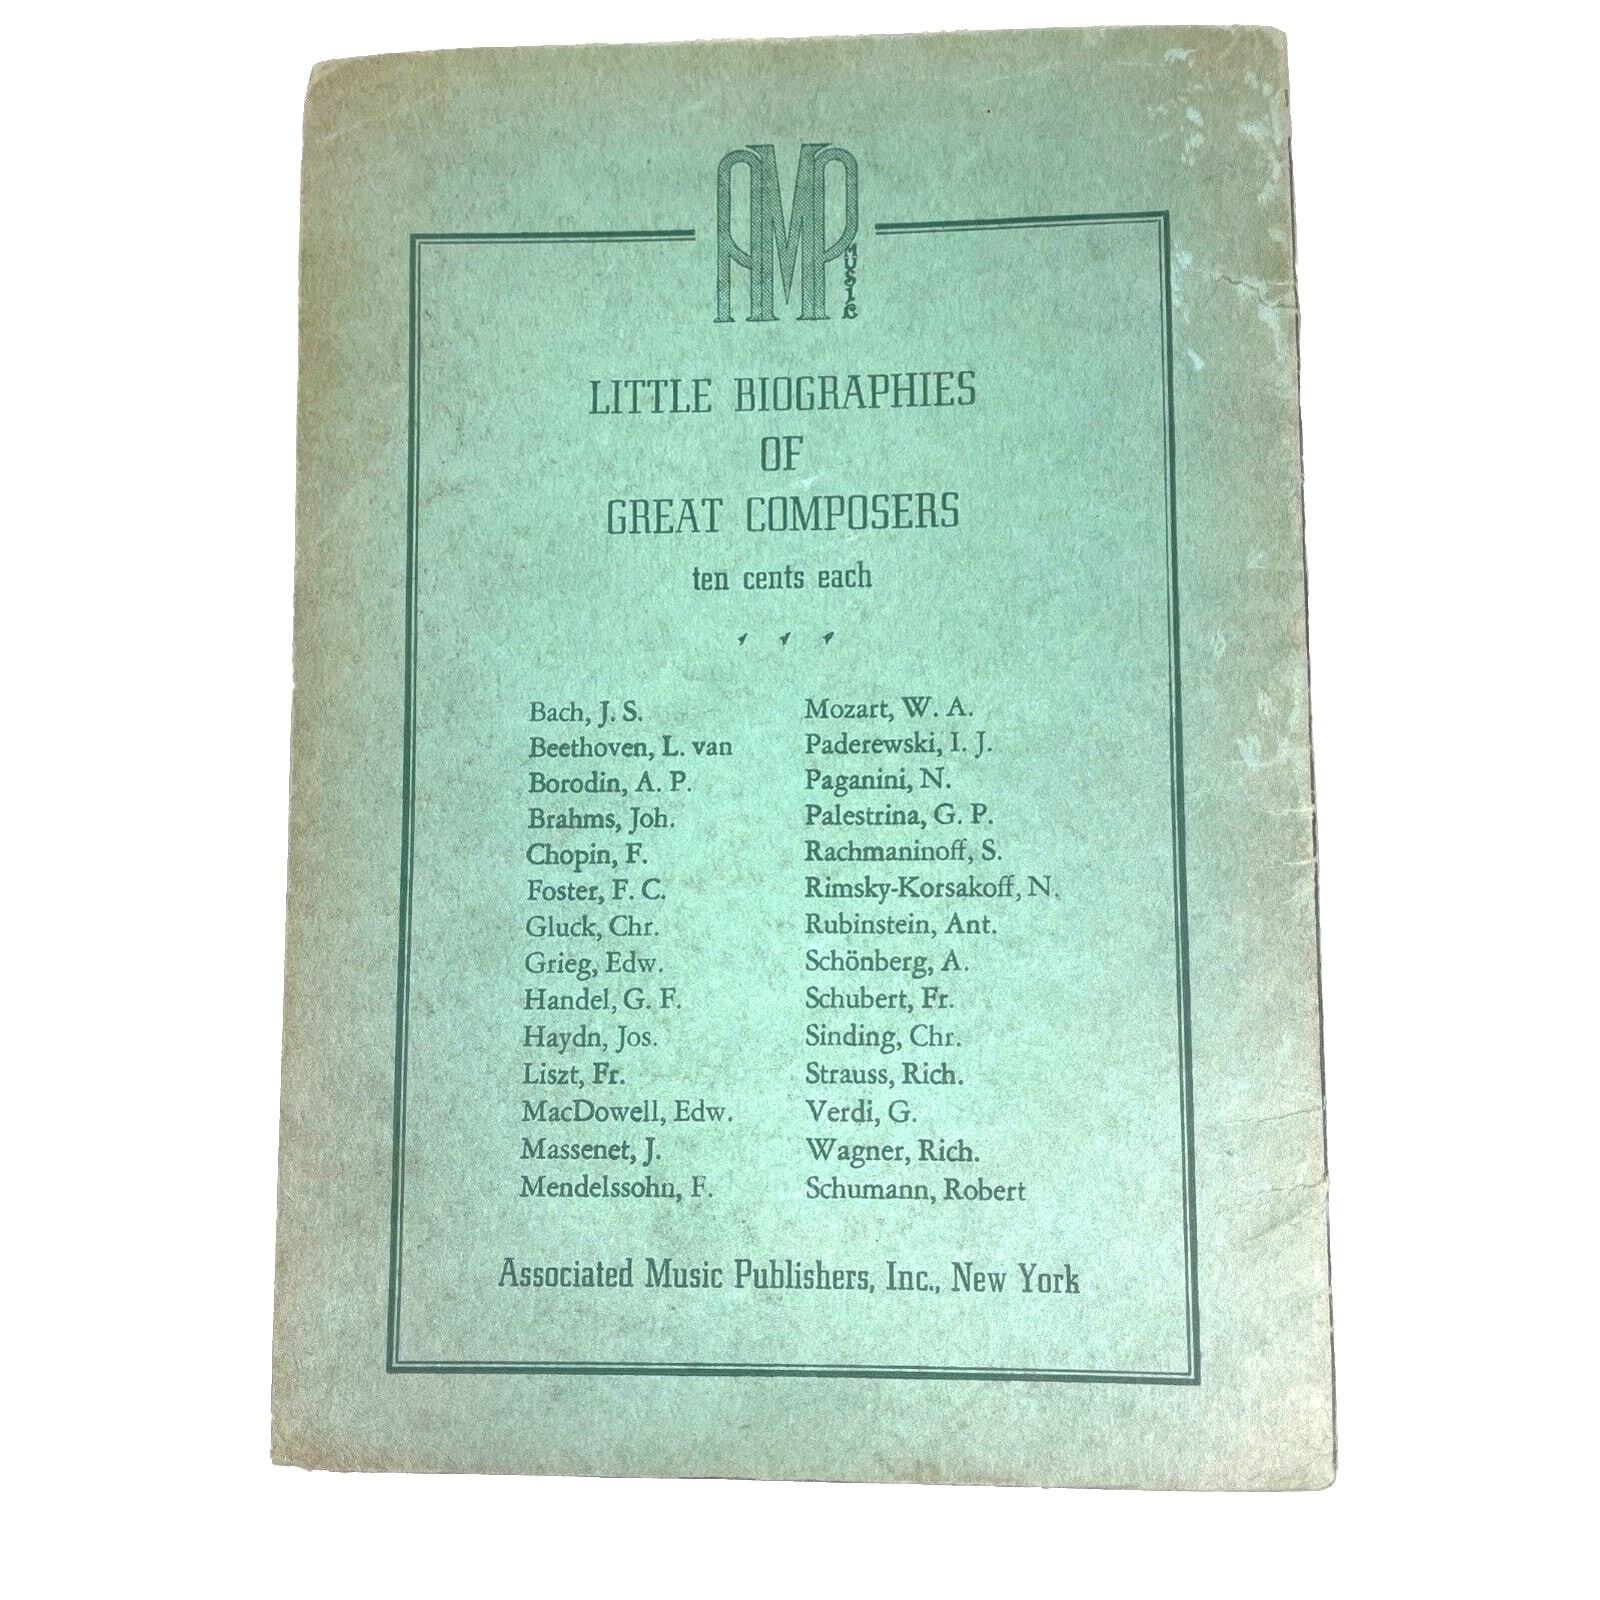 AMP
MUSIC
LITTLE BIOGRAPHIES
OF
GREAT COMPOSERS
ten cents each
Bach, J. S.
Beethoven, L. van
Borodin, A. P.
Brahms, Joh.
Chopin, F.
Foster, F. C.
Gluck, Chr.
Grieg, Edw.
Handel, G. F.
Haydn, Jos.
Liszt, Fr.
MacDowell, Edw.
Massenet, J.
Mendelssohn, F.
Mozart, W. A.
Paderewski, I. J.
Paganini, N.
Palestrina, G. P.
Rachmaninoff, S.
Rimsky-Korsakoff, N.
Rubinstein, Ant.
Schönberg, A.
Schubert, Fr.
Sinding, Chr.
Strauss, Rich.
Verdi, G.
Wagner, Rich.
Schumann, Robert
Associated Music Publishers, Inc., New York